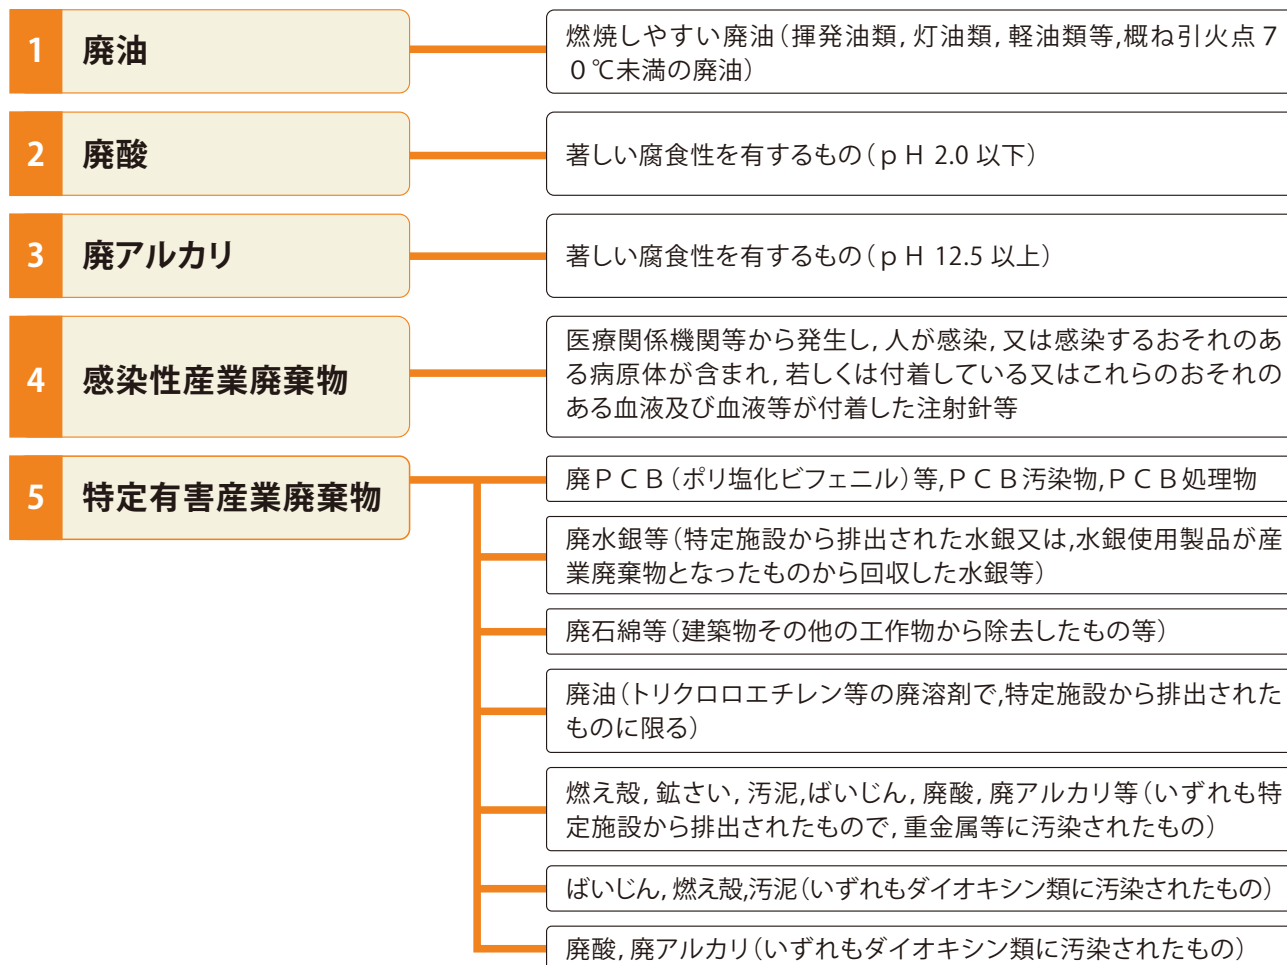 1
廃油
燃焼しやすい廃油（揮発油類，灯油類，軽油類等，概ね引火点７
０℃未満の廃油）
2
廃酸
著しい腐食性を有するもの（ｐＨ 2.0 以下）
3
廃アルカリ
著しい腐食性を有するもの（ｐＨ 12.5 以上）
4
感染性産業廃棄物
医療関係機関等から発生し，人が感染，又は感染するおそれのあ
る病原体が含まれ，若しくは付着している又はこれらのおそれの
ある血液及び血液等が付着した注射針等
5
特定有害産業廃棄物
廃ＰＣＢ（ポリ塩化ビフェニル）等，ＰＣＢ汚染物，ＰＣＢ処理物
廃水銀等（特定施設から排出された水銀又は，水銀使用製品が産
業廃棄物となったものから回収した水銀等）
廃石綿等（建築物その他の工作物から除去したもの等）
廃油（トリクロロエチレン等の廃溶剤で，特定施設から排出された
ものに限る）
燃え殻，鉱さい，汚泥，ばいじん，廃酸，廃アルカリ等（いずれも特
定施設から排出されたもので，重金属等に汚染されたもの）
ばいじん，燃え殻，汚泥（いずれもダイオキシン類に汚染されたもの）
廃酸，廃アルカリ（いずれもダイオキシン類に汚染されたもの）